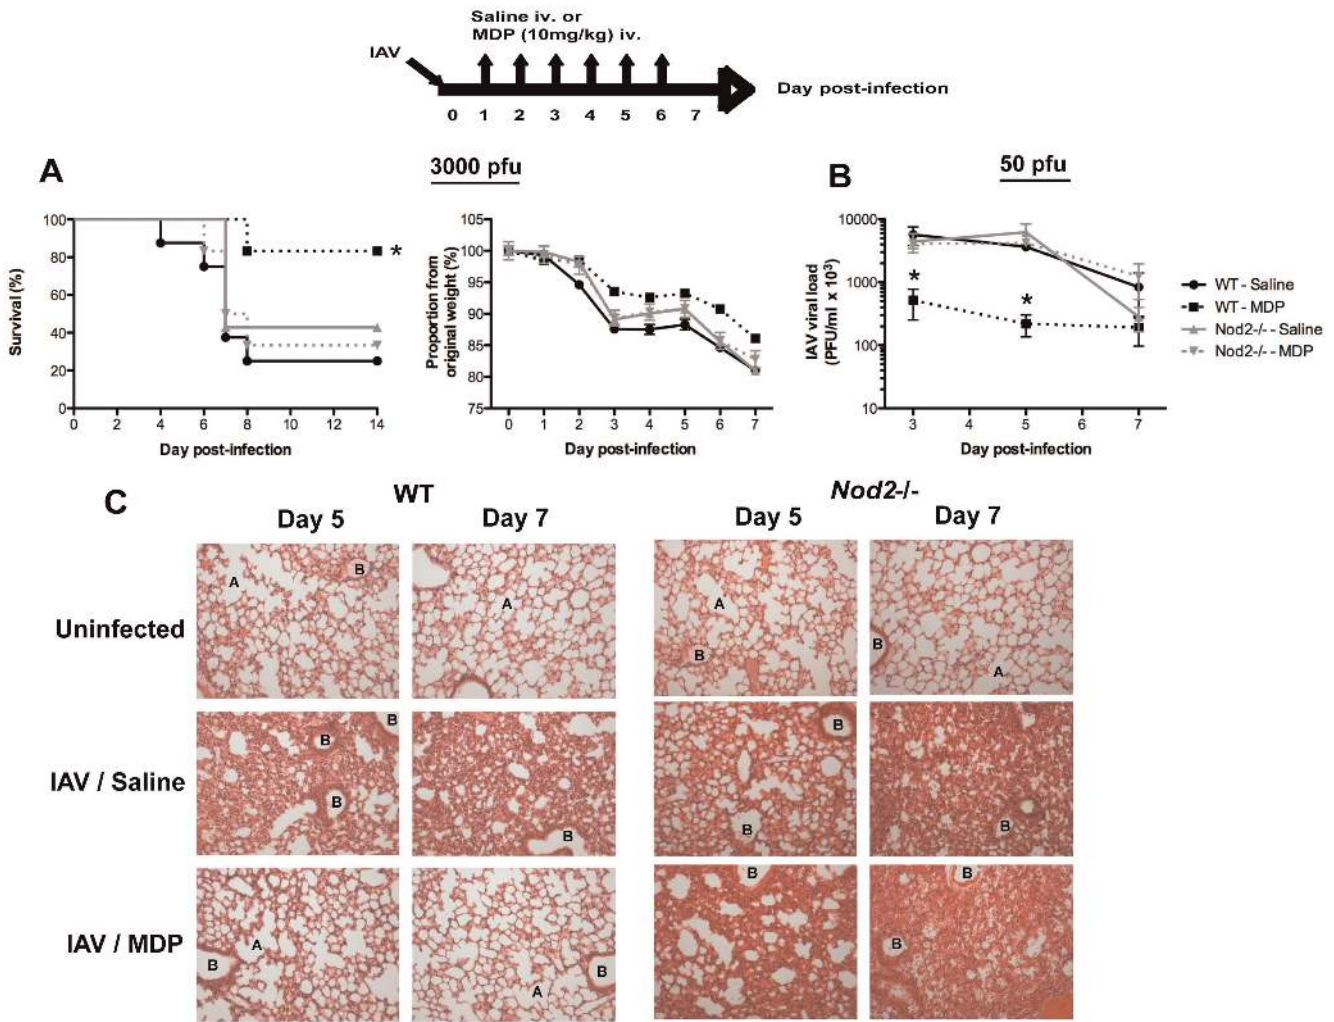 Saline iv. or
MDP (10mg/kg) iv.
IAV
Day post-infection
0 1 2 3 4 5 6 7
A
3000 pfu
B
50 pfu
100
80
60
40
20
0
Survival (%)
0 2 4 6 8 10 12 14
Day post-infection
*
105
100
95
90
85
80
75
Proportion from
original weight (%)
0 1 2 3 4 5 6 7
Day post-infection
10000
1000
100
10
IAV viral load
(PFU/ml x 10³)
*
*
3 4 5 6 7
Day post-infection
WT - Saline
WT - MDP
Nod2-/- - Saline
Nod2-/- - MDP
C
WT
Nod2-/-
Day 5 Day 7 Day 5 Day 7
Uninfected
A B A A B B A
IAV / Saline
B B B B B B B
IAV / MDP
A B A B B B B